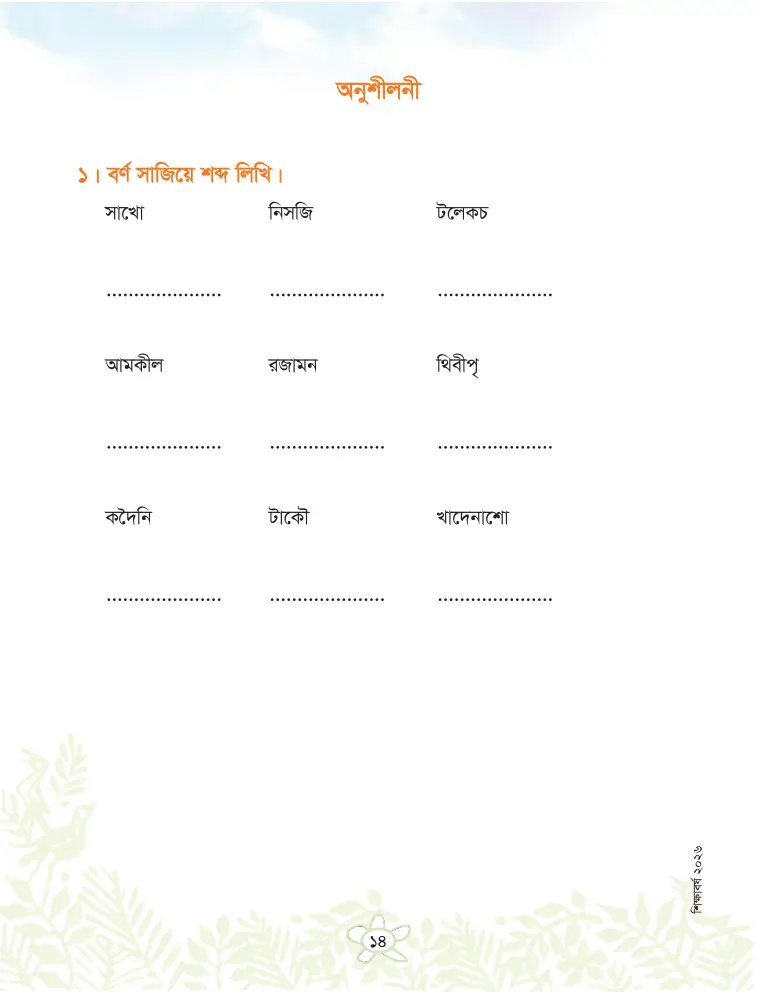 অনুশীলনী
১। বর্ণ সাজিয়ে শব্দ লিখি।
সাখো নিসজি টলেকচ
..................... ..................... .....................
আমকীল রজামন থিবীপৃ
..................... ..................... .....................
কদৈনি টাকৌ খাদেনাশো
..................... ..................... .....................
শিক্ষাবর্ষ ২০২৬
১৪